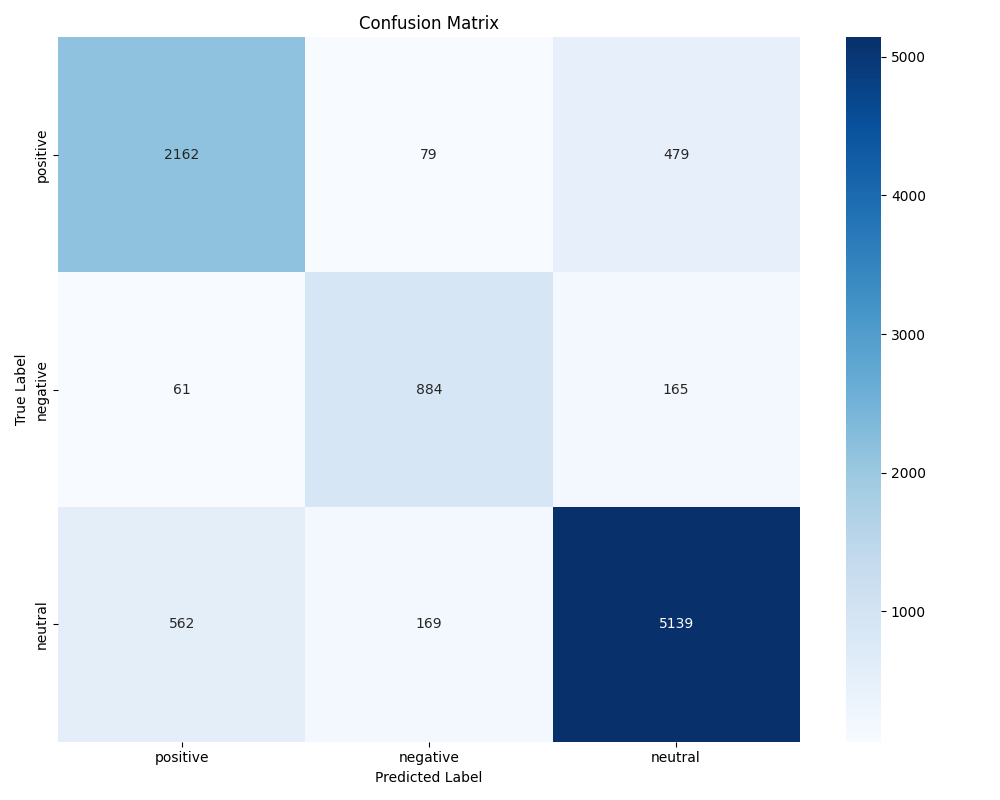 Confusion Matrix
True Label
positive
2162 79 479
negative
61 884 165
neutral
562 169 5139
positive negative neutral
Predicted Label
5000
4000
3000
2000
1000